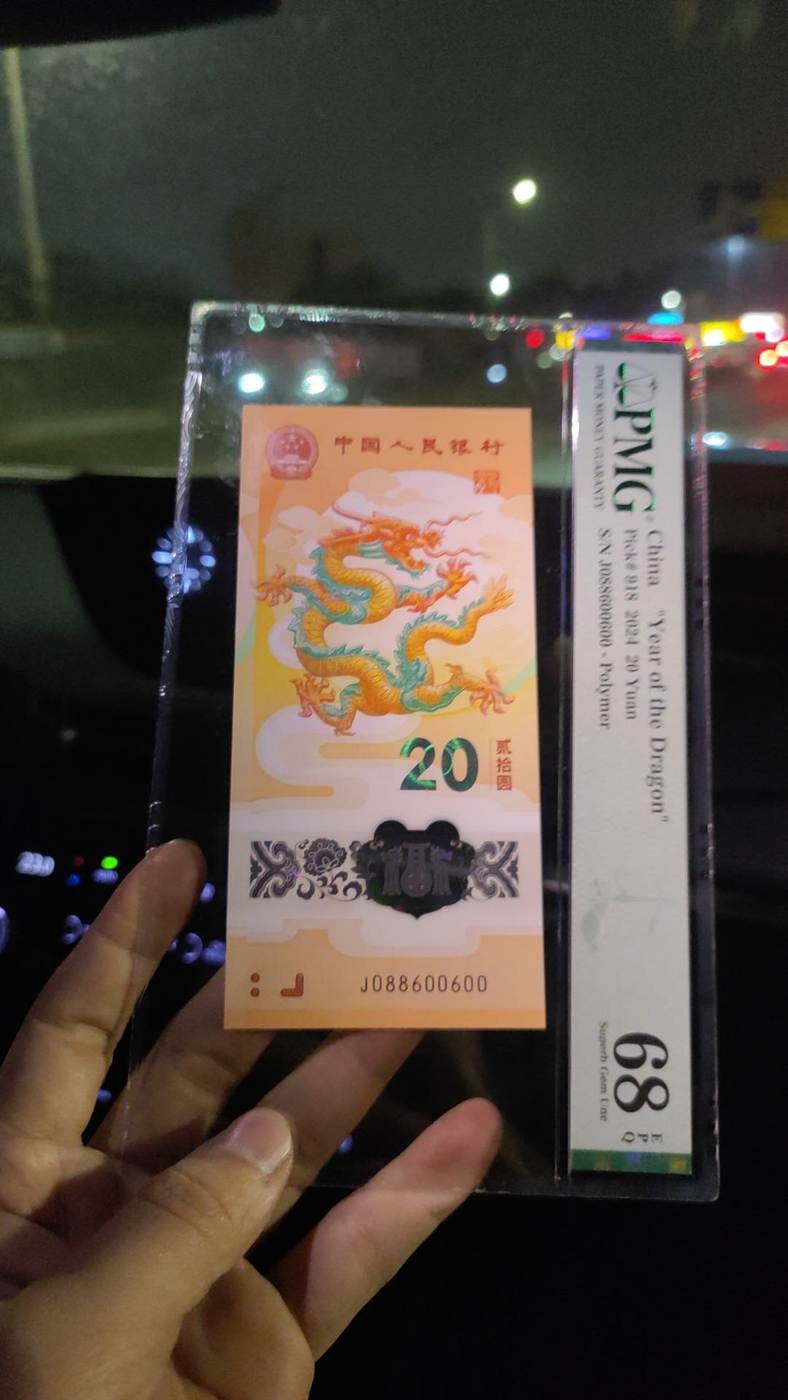 中国人民银行
20
贰拾圆
福
J088600600
PMG
PAPER MONEY GUARANTY
China "Year of the Dragon"
Pick# 918 2024 20 Yuan
S/N J088600600 - Polymer
68 EPQ
Superb Gem Unc